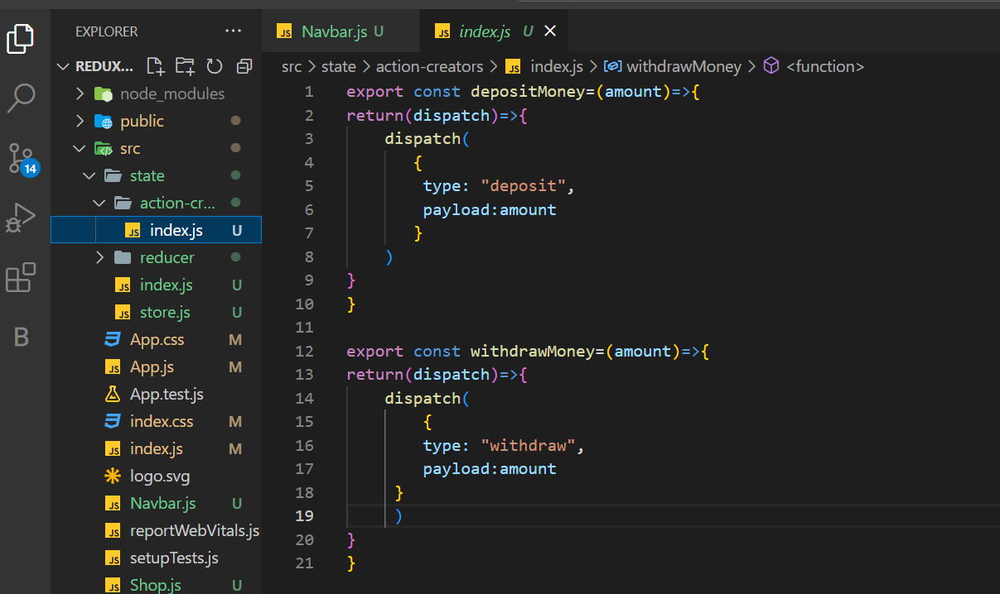 EXPLORER
REDUX...
node_modules
public
src
14
state
action-cr...
index.js U
reducer
index.js U
store.js U
App.css M
App.js M
App.test.js
index.css M
index.js M
logo.svg
Navbar.js U
reportWebVitals.js
setupTests.js
Shop.js U
B
JS Navbar.js U
JS index.js U
src > state > action-creators > JS index.js > withdrawMoney > <function>
1 export const depositMoney=(amount)=>{
2 return(dispatch)=>{
3 dispatch(
4 {
5 type: "deposit",
6 payload:amount
7 }
8 )
9 }
10 }
11
12 export const withdrawMoney=(amount)=>{
13 return(dispatch)=>{
14 dispatch(
15 {
16 type: "withdraw",
17 payload:amount
18 }
19 )
20 }
21 }